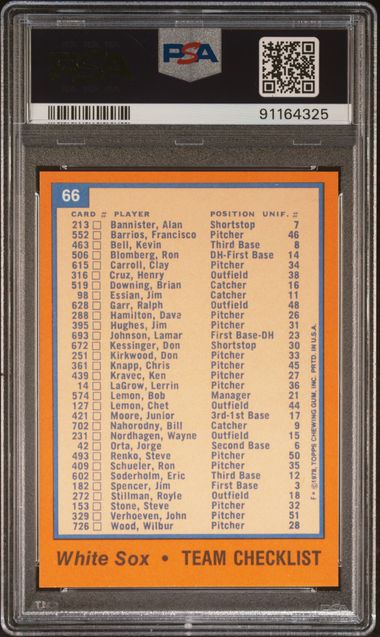 PSA
91164325
66
CARD # PLAYER POSITION UNIF. #
213 Bannister, Alan Shortstop 7
552 Barrios, Francisco Pitcher 46
463 Bell, Kevin Third Base 8
506 Blomberg, Ron DH-First Base 14
615 Carroll, Clay Pitcher 34
316 Cruz, Henry Outfield 38
519 Downing, Brian Catcher 16
98 Essian, Jim Catcher 11
628 Garr, Ralph Outfield 48
288 Hamilton, Dave Pitcher 26
395 Hughes, Jim Pitcher 31
693 Johnson, Lamar First Base-DH 23
672 Kessinger, Don Shortstop 30
251 Kirkwood, Don Pitcher 33
361 Knapp, Chris Pitcher 45
439 Kravec, Ken Pitcher 27
14 LaGrow, Lerrin Pitcher 36
574 Lemon, Bob Manager 21
127 Lemon, Chet Outfield 44
421 Moore, Junior 3rd-1st Base 17
702 Nahorodny, Bill Catcher 9
231 Nordhagen, Wayne Outfield 15
42 Orta, Jorge Second Base 6
493 Renko, Steve Pitcher 50
409 Schueler, Ron Pitcher 35
602 Soderholm, Eric Third Base 12
182 Spencer, Jim First Base 3
272 Stillman, Royle Outfield 18
153 Stone, Steve Pitcher 32
329 Verhoeven, John Pitcher 51
726 Wood, Wilbur Pitcher 28
F* ©1978, TOPPS CHEWING GUM, INC. PRTD. IN U.S.A.
White Sox • TEAM CHECKLIST